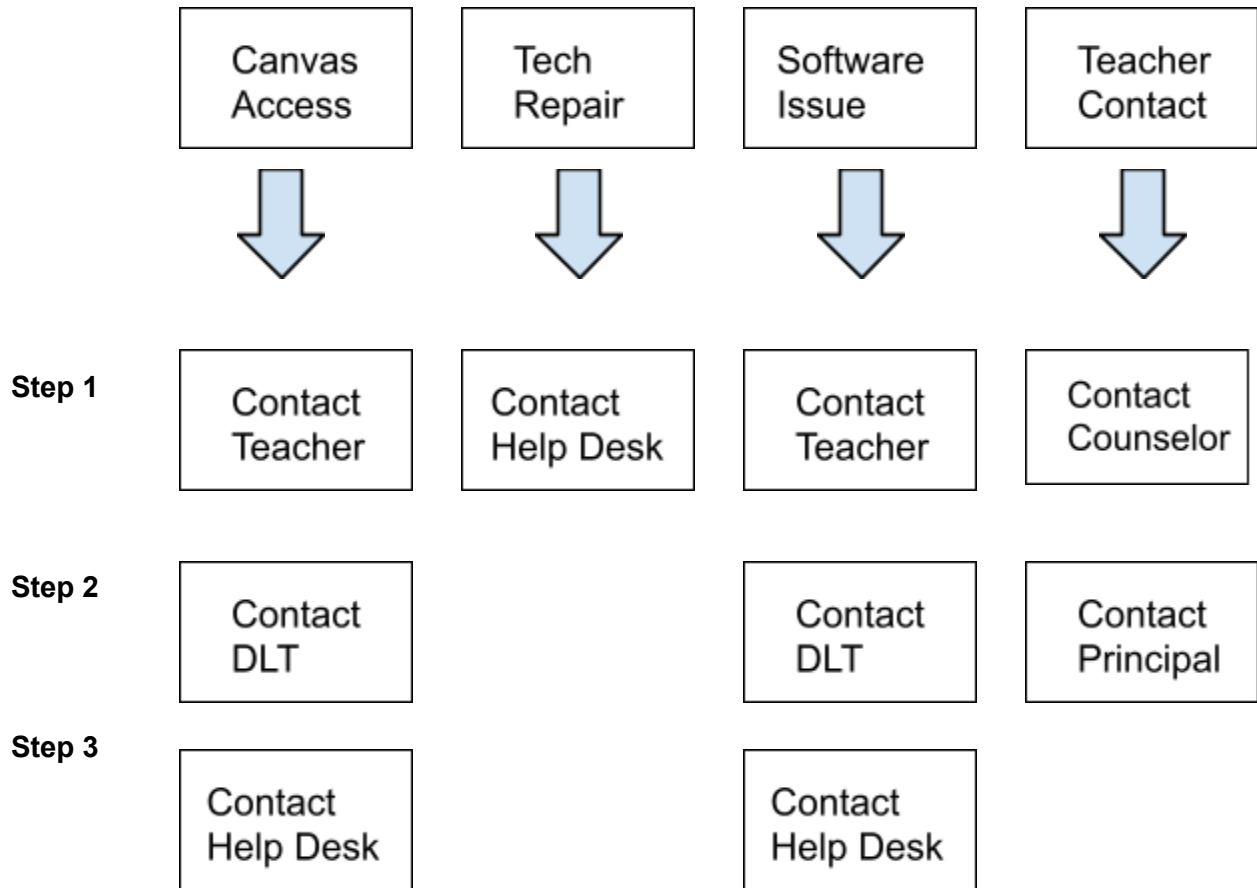 Canvas
Access
Tech
Repair
Software
Issue
Teacher
Contact
Step 1
Contact
Teacher
Contact
Help Desk
Contact
Teacher
Contact
Counselor
Step 2
Contact
DLT
Contact
DLT
Contact
Principal
Step 3
Contact
Help Desk
Contact
Help Desk